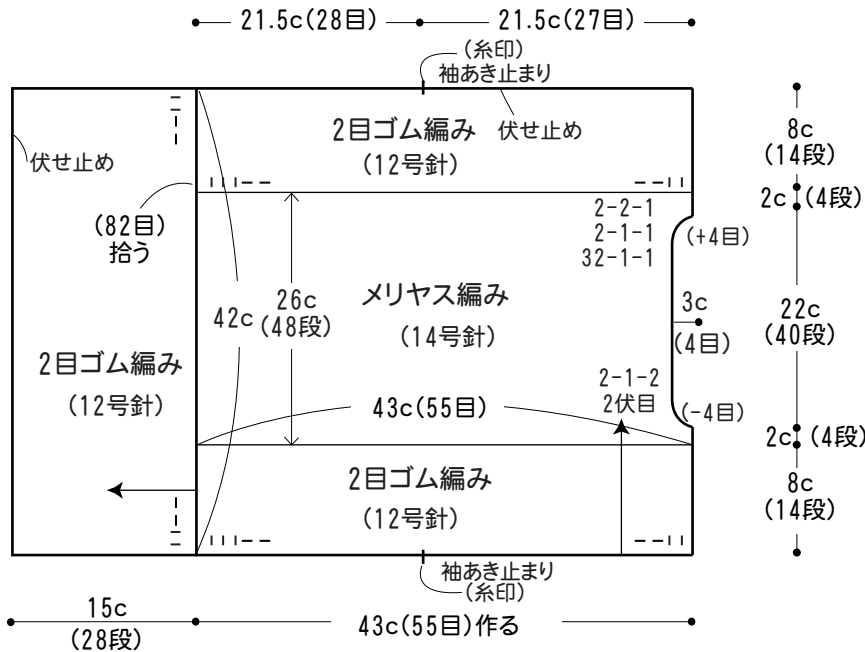 21.5c(28目)
21.5c(27目)
(糸印)
袖あき止まり
2目ゴム編み
(12号針)
伏せ止め
伏せ止め
8c
(14段)
2c (4段)
(82目)
拾う
2-2-1
2-1-1
32-1-1
(+4目)
42c
26c
(48段)
メリヤス編み
(14号針)
3c
(4目)
22c
(40段)
2目ゴム編み
(12号針)
43c(55目)
2-1-2
2伏目
(-4目)
2c (4段)
2目ゴム編み
(12号針)
8c
(14段)
袖あき止まり
(糸印)
15c
(28段)
43c(55目)作る